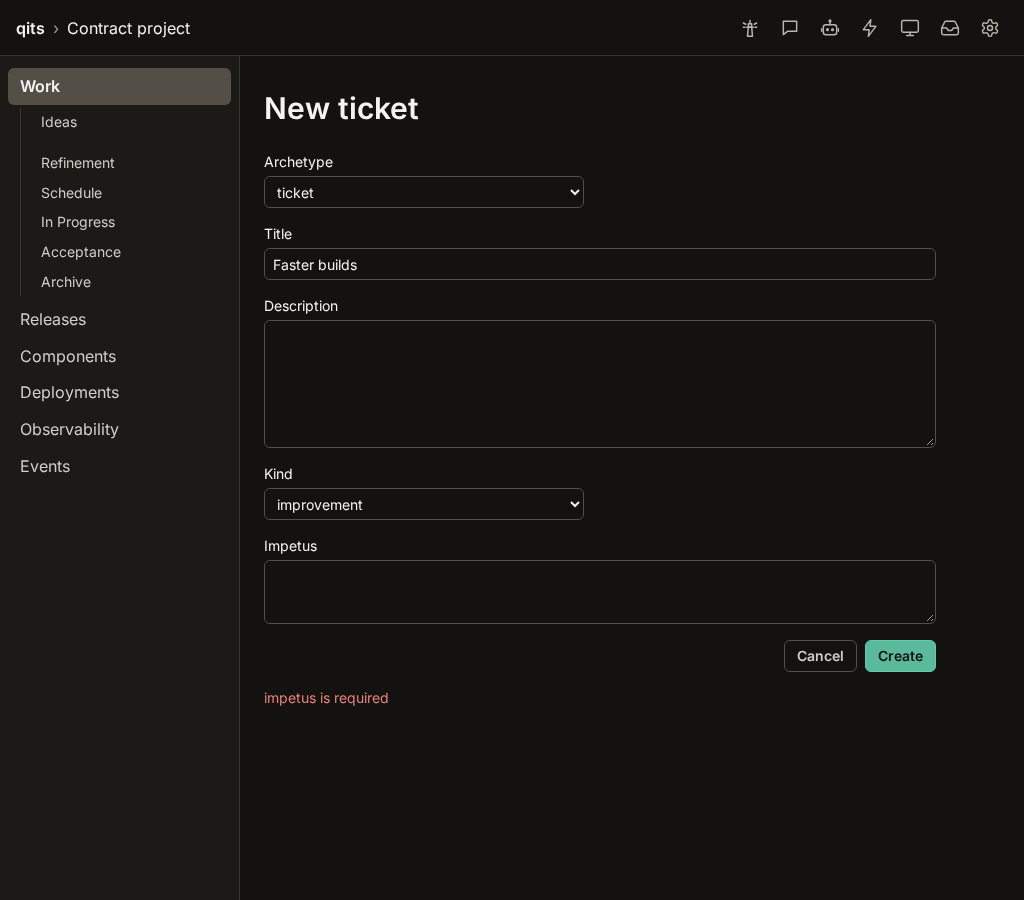 qits › Contract project
Work
Ideas
Refinement
Schedule
In Progress
Acceptance
Archive
Releases
Components
Deployments
Observability
Events
New ticket
Archetype
ticket
Title
Faster builds
Description
Kind
improvement
Impetus
Cancel
Create
impetus is required